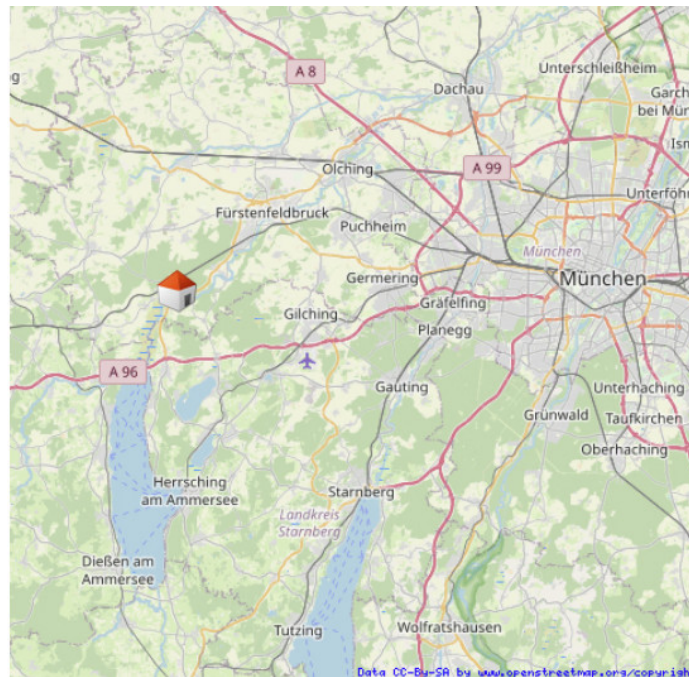 A 8
Unterschleißheim
Dachau
Garch
bei Mün
Ism
A 99
Olching
Unterföh
Fürstenfeldbruck
Puchheim
München
München
Germering
Gräfelfing
Gilching
Planegg
A 96
Gauting
Unterhaching
Grünwald
Taufkirchen
Oberhaching
Herrsching
am Ammersee
Starnberg
Landkreis
Starnberg
Dießen am
Ammersee
Tutzing
Wolfratshausen
Data CC-By-SA by www.openstreetmap.org/copyrigh